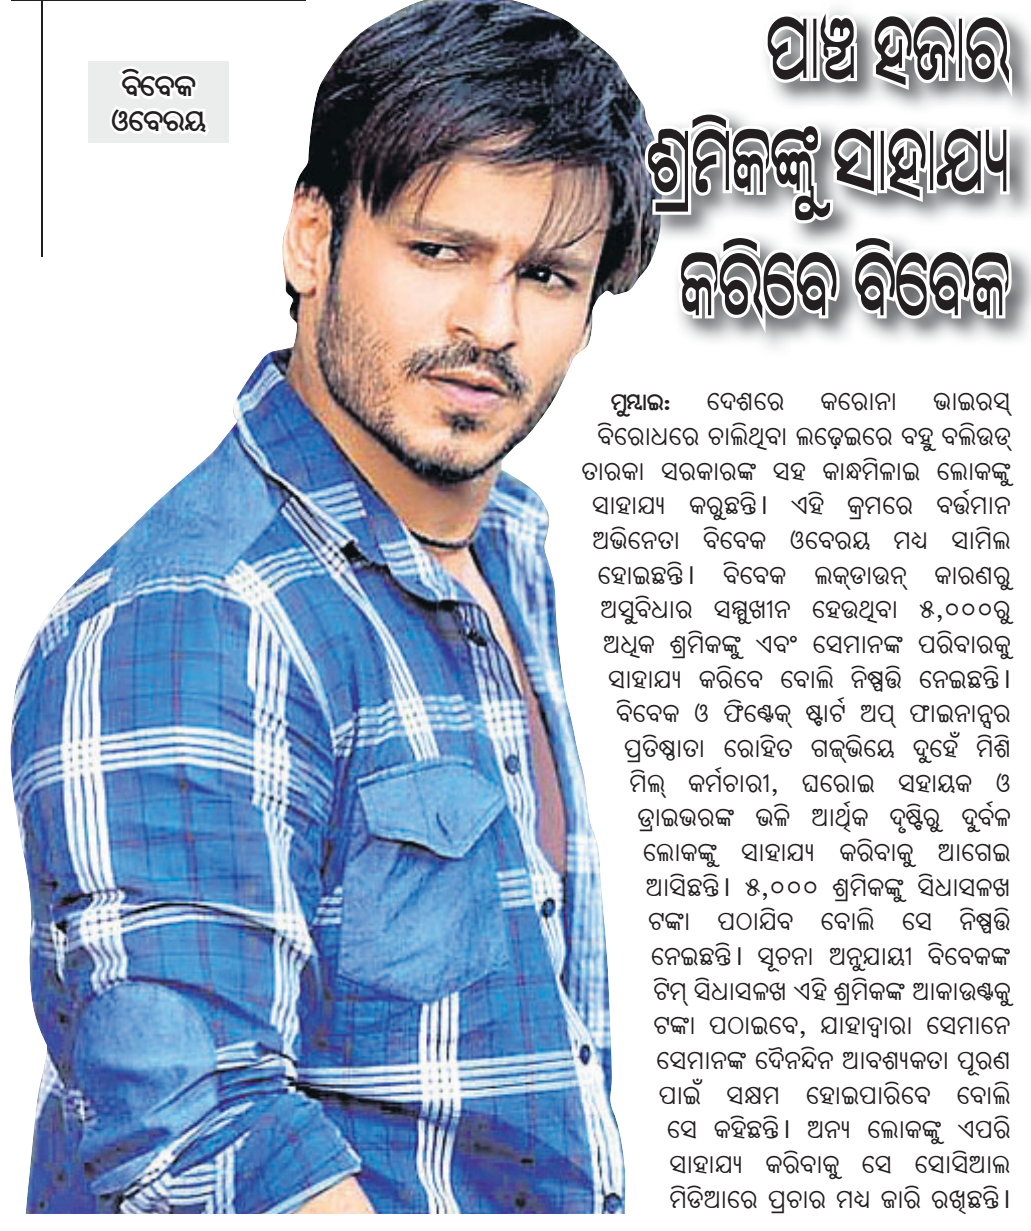 ବିବେକ
ଓବେରୟ
ପାଞ୍ଚ ହଜାର
ଶ୍ରମିକଙ୍କୁ ସାହାଯ୍ୟ
କରିବେ ବିବେକ
ମୁମ୍ବାଇ: ଦେଶରେ କରୋନା ଭାଇରସ୍
ବିରୋଧରେ ଚାଲିଥିବା ଲଢ଼େଇରେ ବହୁ ବଲିଉଡ୍
ତାରକା ସରକାରଙ୍କ ସହ କାନ୍ଧମିଳାଇ ଲୋକଙ୍କୁ
ସାହାଯ୍ୟ କରୁଛନ୍ତି। ଏହି କ୍ରମରେ ବର୍ତ୍ତମାନ
ଅଭିନେତା ବିବେକ ଓବେରୟ ମଧ୍ୟ ସାମିଲ
ହୋଇଛନ୍ତି। ବିବେକ ଲକ୍‌ଡାଉନ୍ କାରଣରୁ
ଅସୁବିଧାର ସମ୍ମୁଖୀନ ହେଉଥିବା ୫,୦୦୦ରୁ
ଅଧିକ ଶ୍ରମିକଙ୍କୁ ଏବଂ ସେମାନଙ୍କ ପରିବାରକୁ
ସାହାଯ୍ୟ କରିବେ ବୋଲି ନିଷ୍ପତ୍ତି ନେଇଛନ୍ତି।
ବିବେକ ଓ ଫିଣ୍ଟେକ୍ ଷ୍ଟାର୍ଟ ଅପ୍ ଫାଇନାନ୍ସର
ପ୍ରତିଷ୍ଠାତା ରୋହିତ ଗଜ୍‌ଭିୟେ ଦୁହେଁ ମିଶି
ମିଲ୍ କର୍ମଚାରୀ, ଘରୋଇ ସହାୟକ ଓ
ଡ୍ରାଇଭରଙ୍କ ଭଳି ଆର୍ଥିକ ଦୃଷ୍ଟିରୁ ଦୁର୍ବଳ
ଲୋକଙ୍କୁ ସାହାଯ୍ୟ କରିବାକୁ ଆଗେଇ
ଆସିଛନ୍ତି। ୫,୦୦୦ ଶ୍ରମିକଙ୍କୁ ସିଧାସଳଖ
ଟଙ୍କା ପଠାଯିବ ବୋଲି ସେ ନିଷ୍ପତ୍ତି
ନେଇଛନ୍ତି। ସୂଚନା ଅନୁଯାୟୀ ବିବେକଙ୍କ
ଟିମ୍ ସିଧାସଳଖ ଏହି ଶ୍ରମିକଙ୍କ ଆକାଉଣ୍ଟକୁ
ଟଙ୍କା ପଠାଇବେ, ଯାହାଦ୍ୱାରା ସେମାନେ
ସେମାନଙ୍କ ଦୈନନ୍ଦିନ ଆବଶ୍ୟକତା ପୂରଣ
ପାଇଁ ସକ୍ଷମ ହୋଇପାରିବେ ବୋଲି
ସେ କହିଛନ୍ତି। ଅନ୍ୟ ଲୋକଙ୍କୁ ଏପରି
ସାହାଯ୍ୟ କରିବାକୁ ସେ ସୋସିଆଲ
ମିଡିଆରେ ପ୍ରଚାର ମଧ୍ୟ ଜାରି ରଖିଛନ୍ତି।